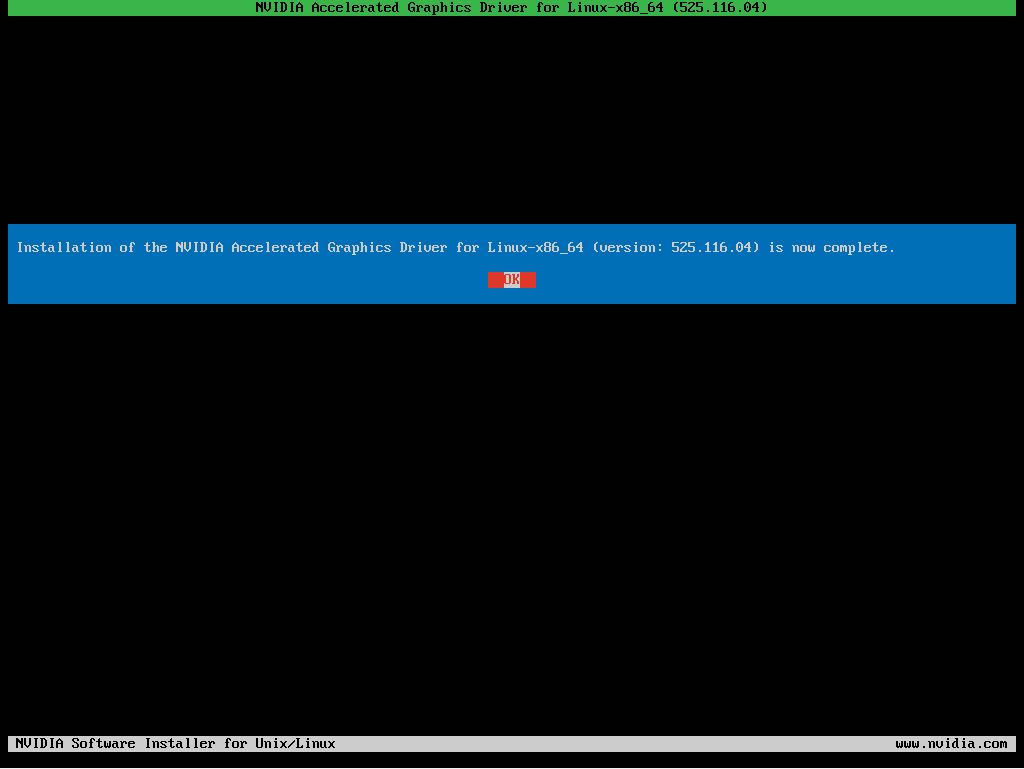 NVIDIA Accelerated Graphics Driver for Linux-x86_64 (525.116.04)
Installation of the NVIDIA Accelerated Graphics Driver for Linux-x86_64 (version: 525.116.04) is now complete.
OK
NVIDIA Software Installer for Unix/Linux www.nvidia.com